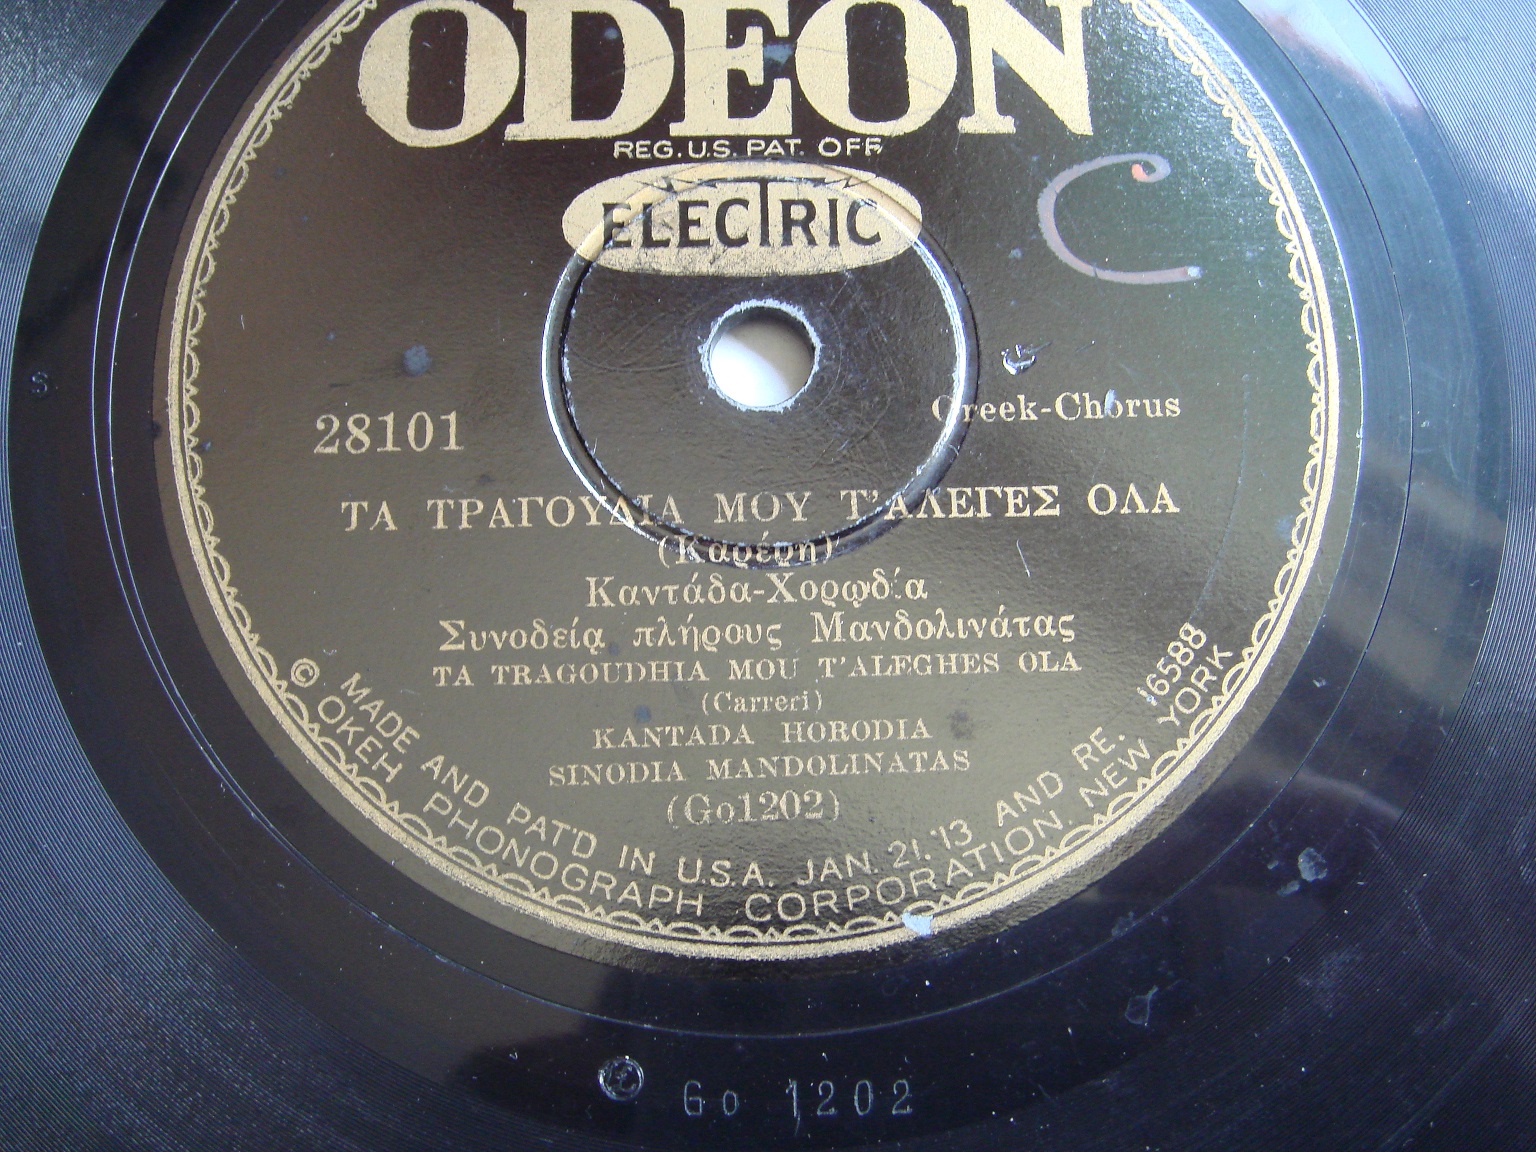 ODEON
REG. U.S. PAT. OFF.
ELECTRIC
C
28101
Greek-Chorus
ΤΑ ΤΡΑΓΟΥΔΙΑ ΜΟΥ Τ'ΑΛΕΓΕΣ ΟΛΑ
(Καρέρη)
Καντάδα-Χορωδία
Συνοδείᾳ πλήρους Μανδολινάτας
TA TRAGOUDHIA MOU T'ALEGHES OLA
(Carreri)
KANTADA HORODIA
SINODIA MANDOLINATAS
(Go1202)
MADE AND PAT'D IN U.S.A. JAN. 21. '13 AND RE. 16588
© OKEH PHONOGRAPH CORPORATION. NEW YORK
S
Go 1202